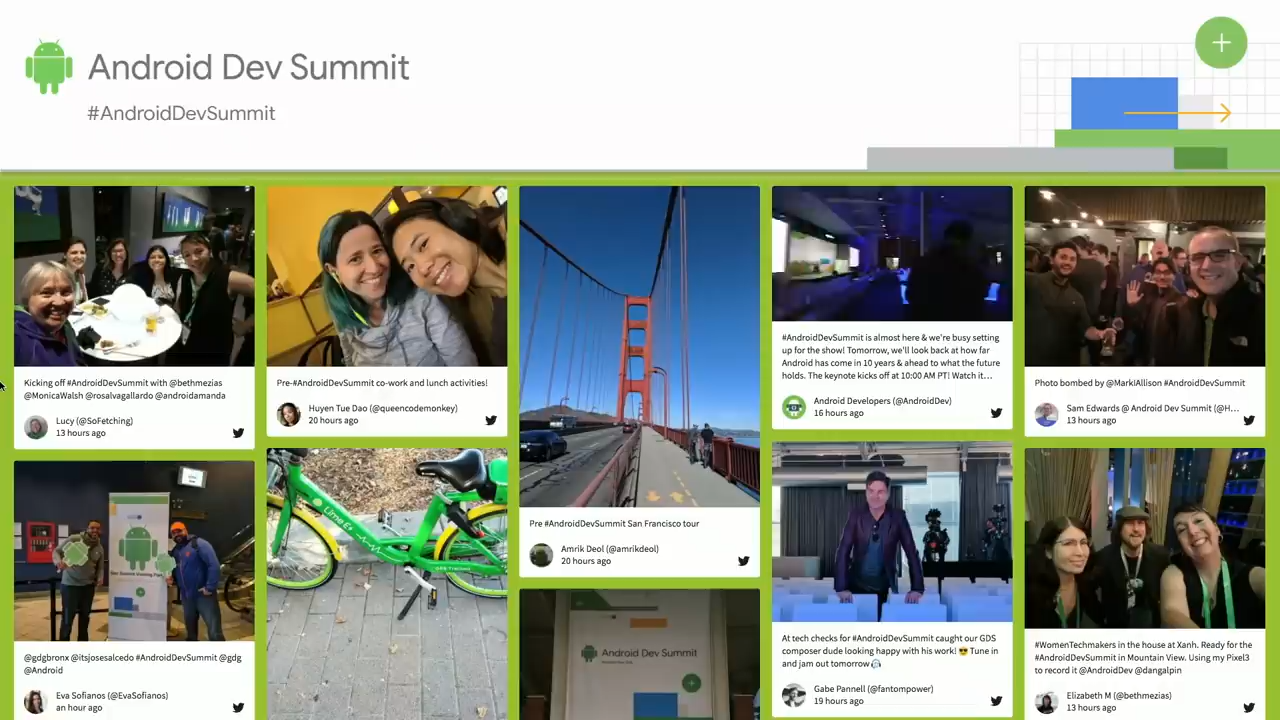 Android Dev Summit
#AndroidDevSummit
Kicking off #AndroidDevSummit with @bethmezias
@MonicaWalsh @rosalvagallardo @androidamanda
Lucy (@SoFetching)
13 hours ago
Dev Summit Viewing Part
@gdgbronx @itsjosesalcedo #AndroidDevSummit @gdg
@Android
Eva Sofianos (@EvaSofianos)
an hour ago
Pre-#AndroidDevSummit co-work and lunch activities!
Huyen Tue Dao (@queencodemonkey)
20 hours ago
Lime-E
Pre #AndroidDevSummit San Francisco tour
Amrik Deol (@amrikdeol)
20 hours ago
Android Dev Summit
#AndroidDevSummit is almost here & we're busy setting
up for the show! Tomorrow, we'll look back at how far
Android has come in 10 years & ahead to what the future
holds. The keynote kicks off at 10:00 AM PT! Watch it…
Android Developers (@AndroidDev)
16 hours ago
At tech checks for #AndroidDevSummit caught our GDS
composer dude looking happy with his work! 😎 Tune in
and jam out tomorrow 🎧
Gabe Pannell (@fantompower)
19 hours ago
Photo bombed by @MarkIAllison #AndroidDevSummit
Sam Edwards @ Android Dev Summit (@H…
13 hours ago
#WomenTechmakers in the house at Xanh. Ready for the
#AndroidDevSummit in Mountain View. Using my Pixel3
to record it @AndroidDev @dangalpin
Elizabeth M (@bethmezias)
13 hours ago